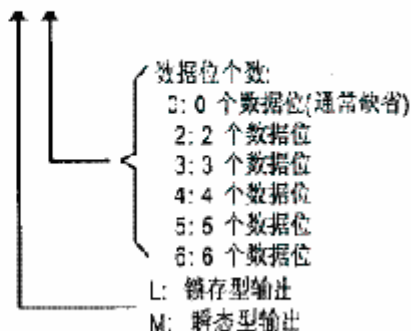 数据位个数:
0: 0 个数据位(通常缺省)
2: 2 个数据位
3: 3 个数据位
4: 4 个数据位
5: 5 个数据位
6: 6 个数据位
L: 锁存型输出
M: 瞬态型输出